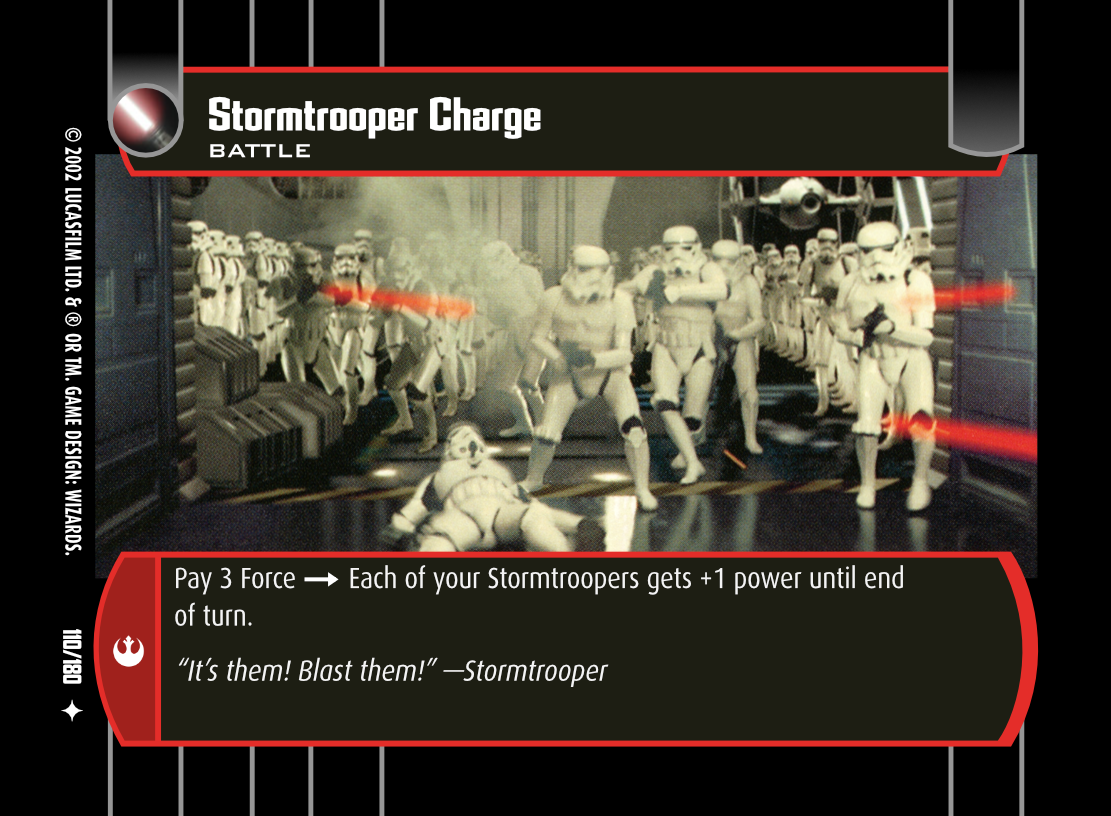 Stormtrooper Charge
BATTLE
Pay 3 Force → Each of your Stormtroopers gets +1 power until end
of turn.
“It’s them! Blast them!” —Stormtrooper
© 2002 LUCASFILM LTD. & ® OR TM. GAME DESIGN: WIZARDS.
110/180